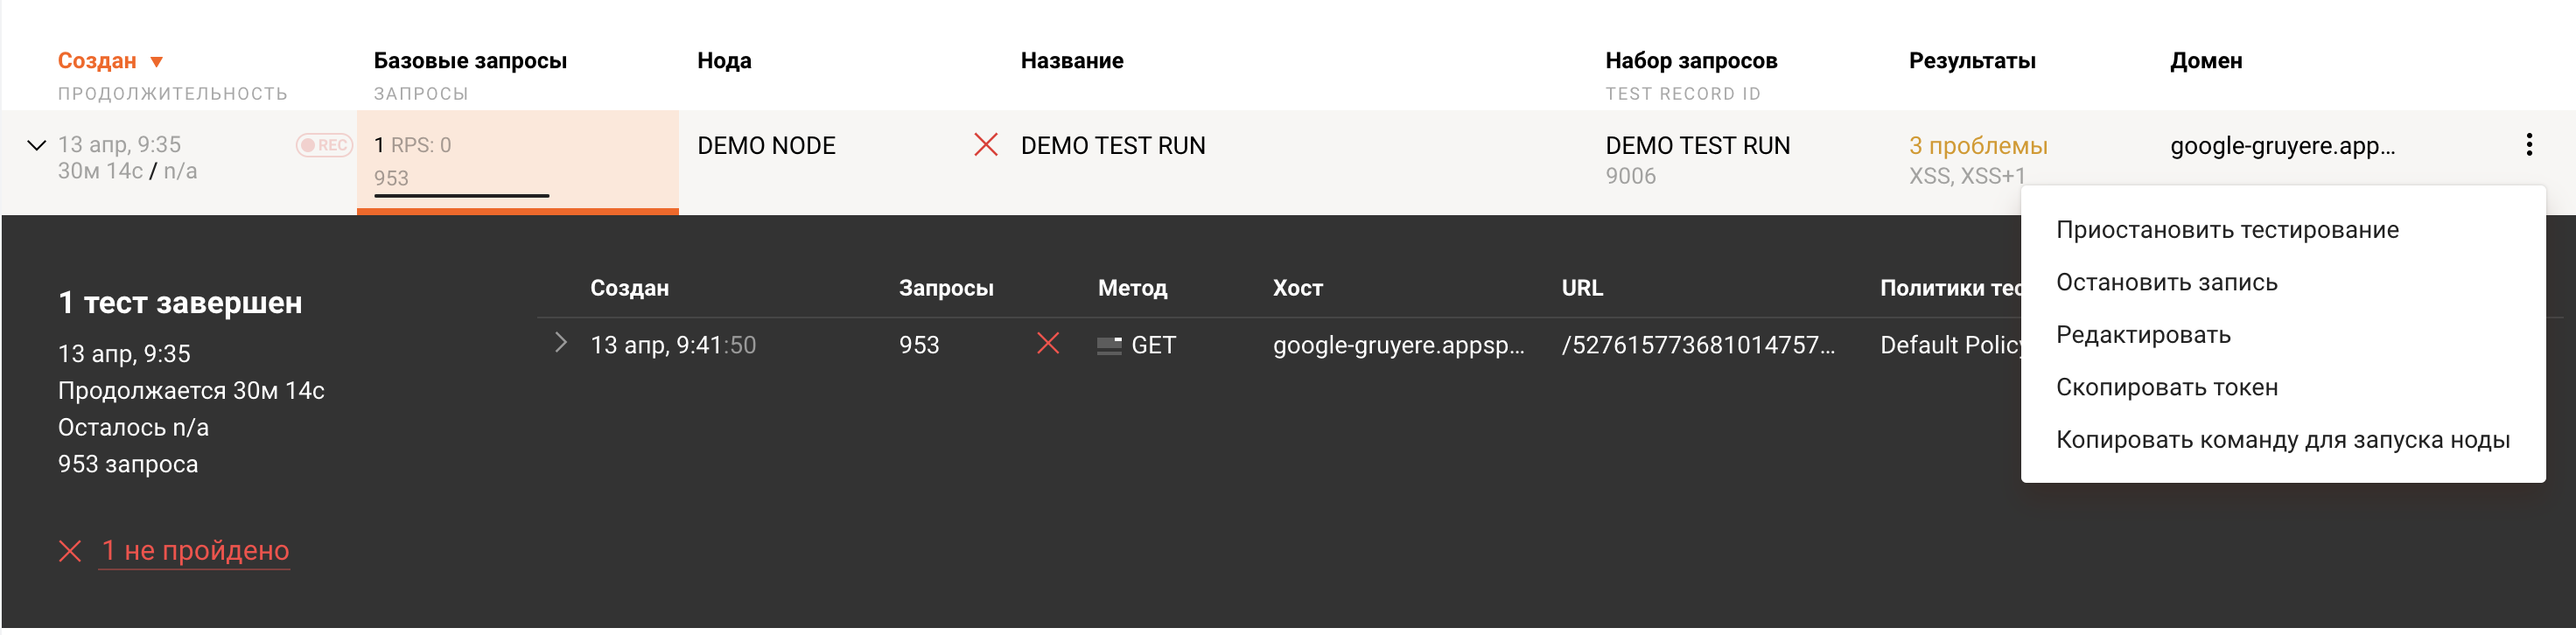 Создан ▼ Базовые запросы Нода Название Набор запросов Результаты Домен
ПРОДОЛЖИТЕЛЬНОСТЬ ЗАПРОСЫ TEST RECORD ID
13 апр, 9:35 REC 1 RPS: 0 DEMO NODE DEMO TEST RUN DEMO TEST RUN 3 проблемы google-gruyere.app...
30м 14с / n/a 953 9006 XSS, XSS+1
Приостановить тестирование
Остановить запись
Редактировать
Скопировать токен
Копировать команду для запуска ноды
1 тест завершен
13 апр, 9:35
Продолжается 30м 14с
Осталось n/a
953 запроса
1 не пройдено
Создан Запросы Метод Хост URL Политики тес
13 апр, 9:41:50 953 GET google-gruyere.appsp... /527615773681014757... Default Policy